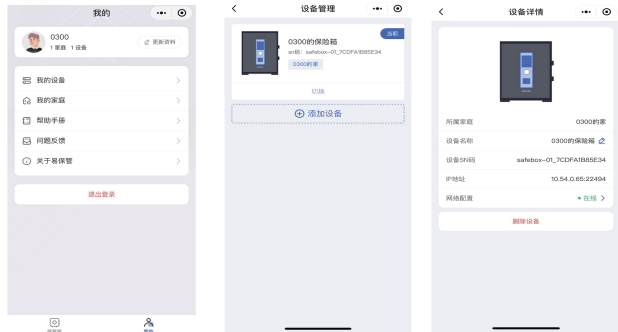 我的
0300
1 家庭 1 设备
更新资料
我的设备
我的家庭
帮助手册
问题反馈
关于易保管
退出登录
我的
设备管理
当前
0300的保险箱
sn码: safebox-01_7CDFA1B85E34
0300的家
切换
添加设备
设备详情
所属家庭 0300的家
设备名称 0300的保险箱
设备SN码 safebox-01_7CDFA1B85E34
IP地址 10.54.0.65:22494
网络配置 在线
删除设备